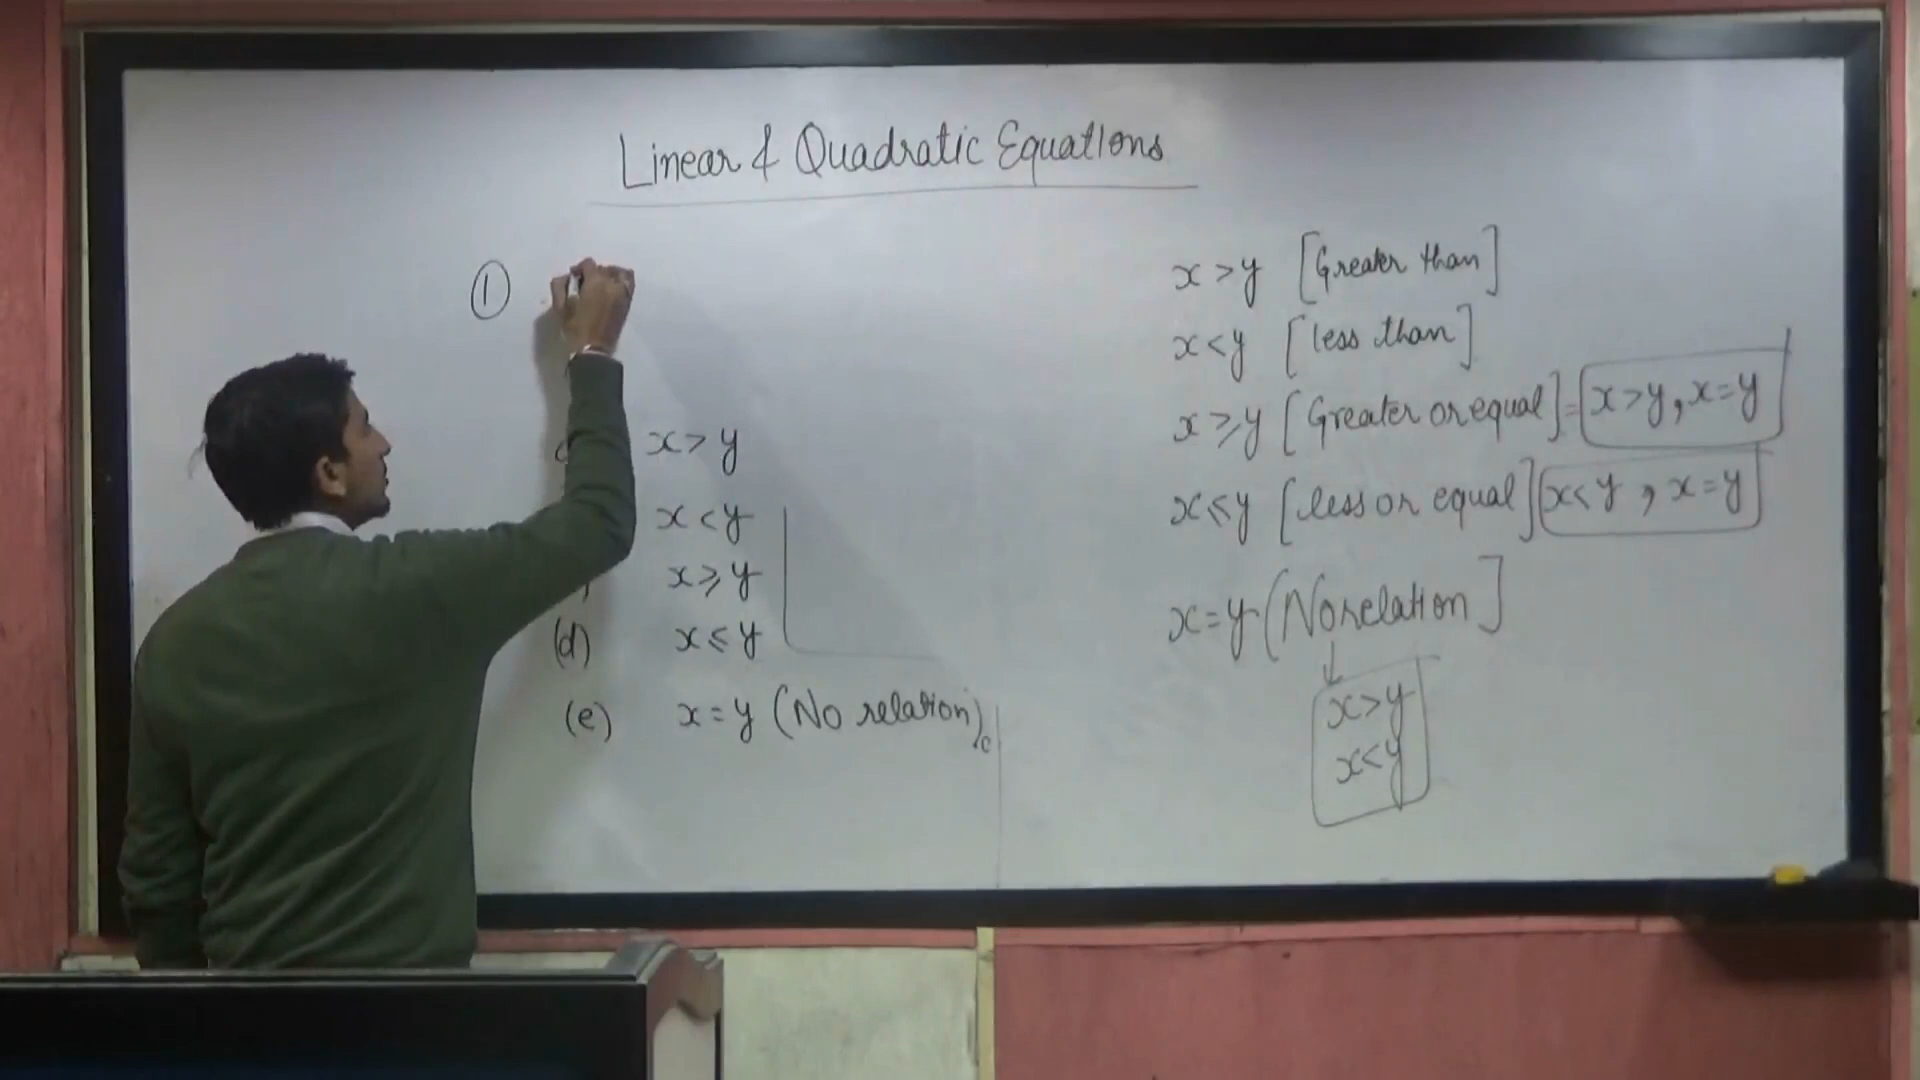 Linear & Quadratic Equations
①
x > y
x < y
x ⩾ y
(d) x ⩽ y
(e) x = y (No relation)
x > y [Greater than]
x < y [less than]
x ⩾ y [Greater or equal] = x > y, x = y
x ⩽ y [less or equal] x < y, x = y
x = y (No relation]
↓
x > y
x < y